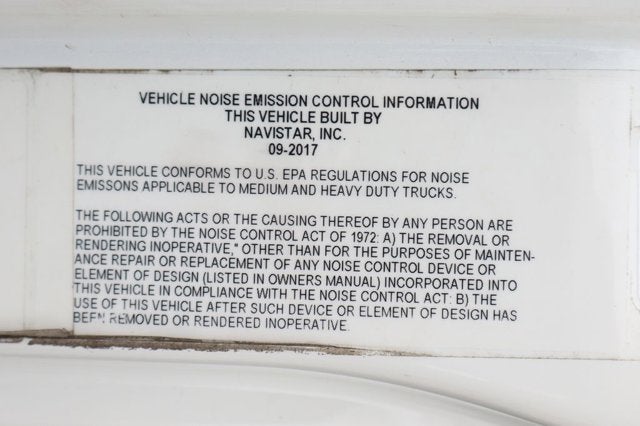 VEHICLE NOISE EMISSION CONTROL INFORMATION
THIS VEHICLE BUILT BY
NAVISTAR, INC.
09-2017
THIS VEHICLE CONFORMS TO U.S. EPA REGULATIONS FOR NOISE
EMISSONS APPLICABLE TO MEDIUM AND HEAVY DUTY TRUCKS.
THE FOLLOWING ACTS OR THE CAUSING THEREOF BY ANY PERSON ARE
PROHIBITED BY THE NOISE CONTROL ACT OF 1972: A) THE REMOVAL OR
RENDERING INOPERATIVE," OTHER THAN FOR THE PURPOSES OF MAINTEN-
ANCE REPAIR OR REPLACEMENT OF ANY NOISE CONTROL DEVICE OR
ELEMENT OF DESIGN (LISTED IN OWNERS MANUAL) INCORPORATED INTO
THIS VEHICLE IN COMPLIANCE WITH THE NOISE CONTROL ACT: B) THE
USE OF THIS VEHICLE AFTER SUCH DEVICE OR ELEMENT OF DESIGN HAS
BEEN REMOVED OR RENDERED INOPERATIVE.